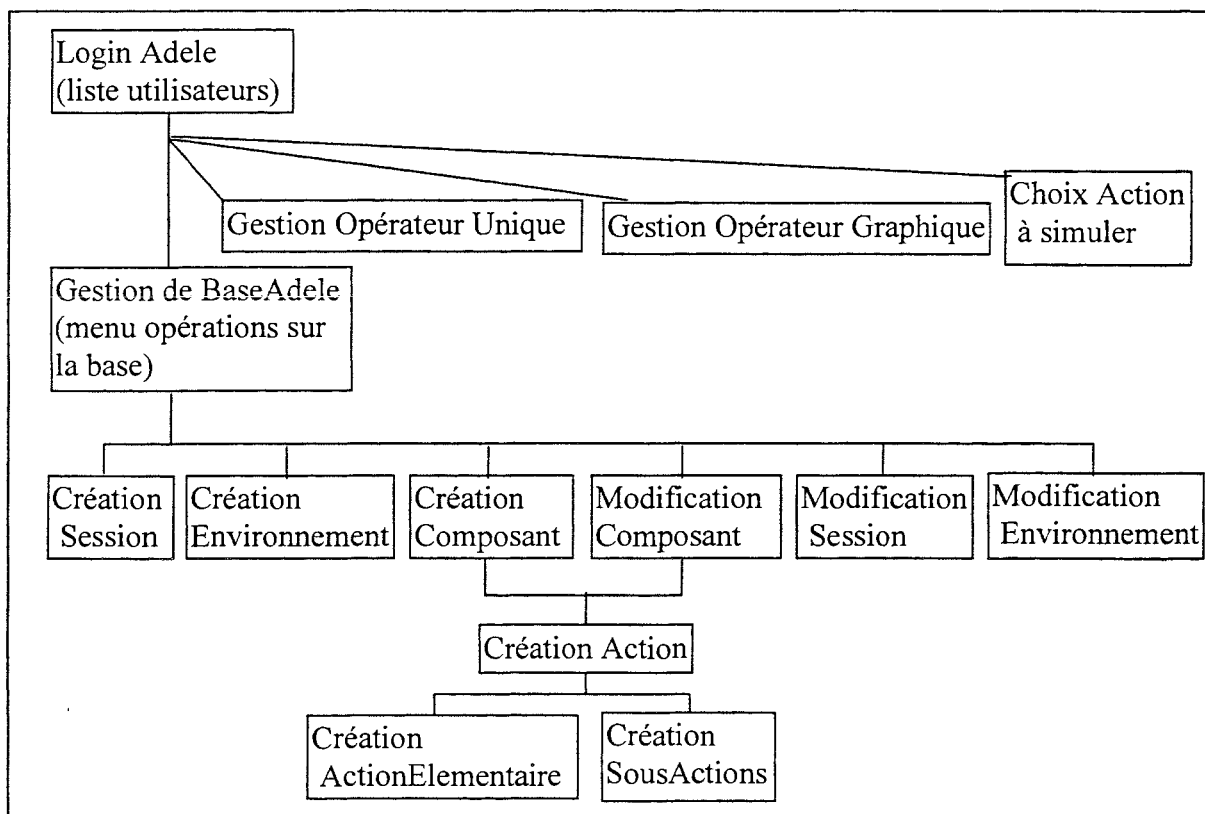 Login Adele
(liste utilisateurs)
Gestion Opérateur Unique
Gestion Opérateur Graphique
Choix Action
à simuler
Gestion de BaseAdele
(menu opérations sur
la base)
Création
Session
Création
Environnement
Création
Composant
Modification
Composant
Modification
Session
Modification
Environnement
Création Action
Création
ActionElementaire
Création
SousActions